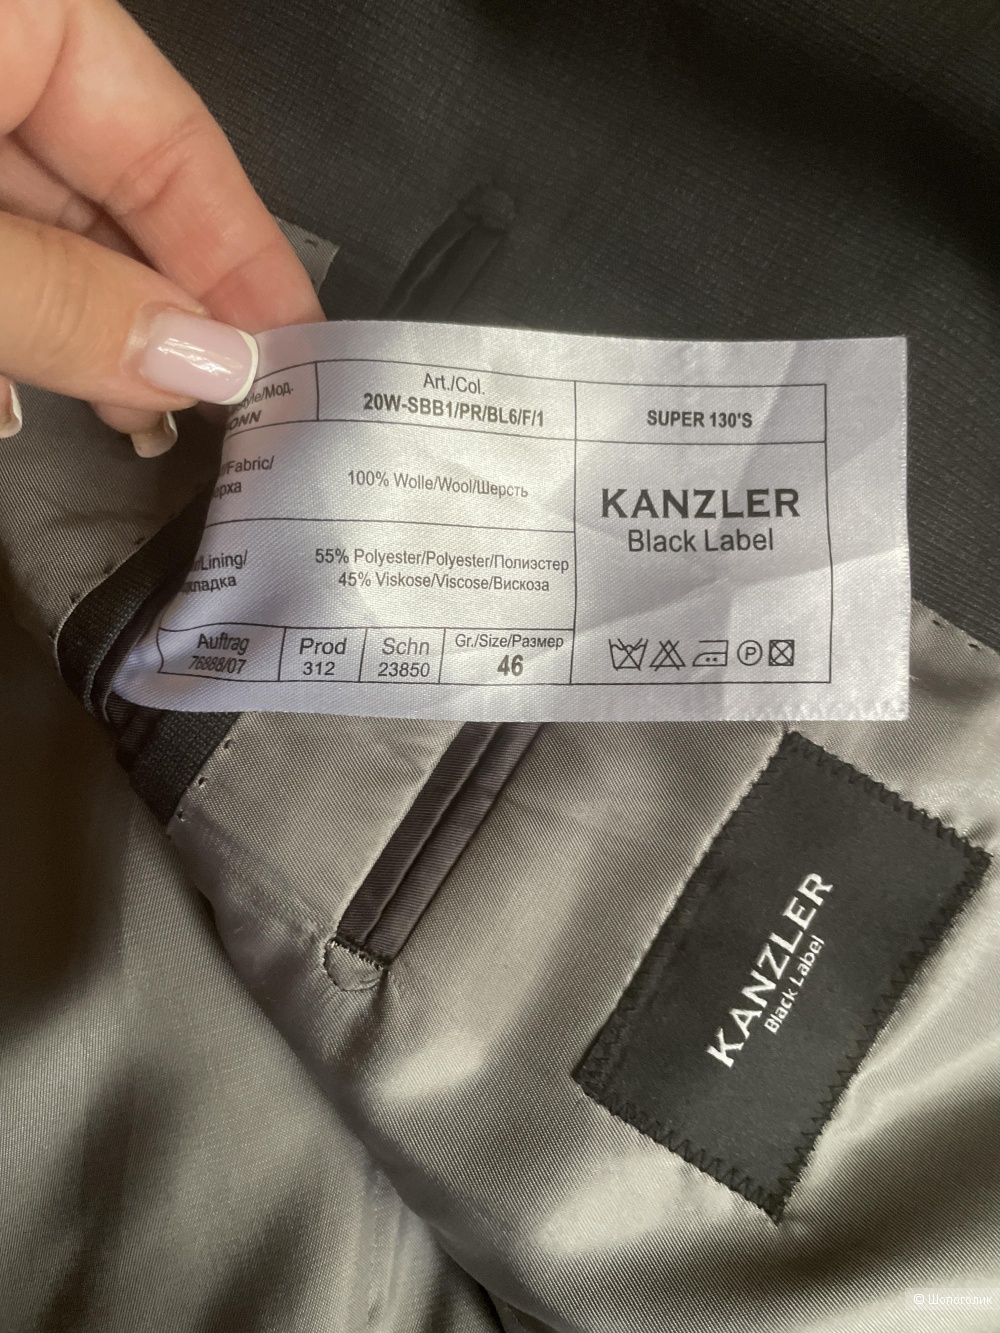 Art./Col.
20W-SBB1/PR/BL6/F/1
SUPER 130'S
Fabric/
100% Wolle/Wool/Шерсть
KANZLER
Black Label
Lining/
55% Polyester/Polyester/Полиэстер
45% Viskose/Viscose/Вискоза
Auftrag
76888/07
Prod
312
Schn
23850
Gr./Size/Размер
46
P
KANZLER
Black Label
© Шопоголик